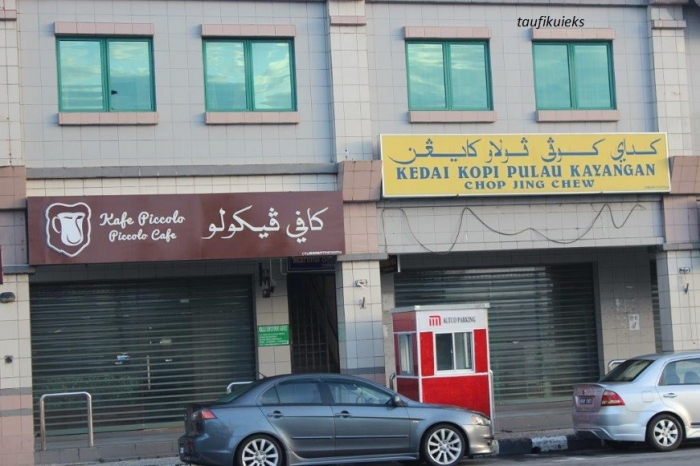 taufikuieks
كداي كوڤي ڤولاو كايڠن
KEDAI KOPI PULAU KAYANGAN
CHOP JING CHEW
Kafe Piccolo
Piccolo Cafe
كافي ڤيكولو
KLTCO PARKING